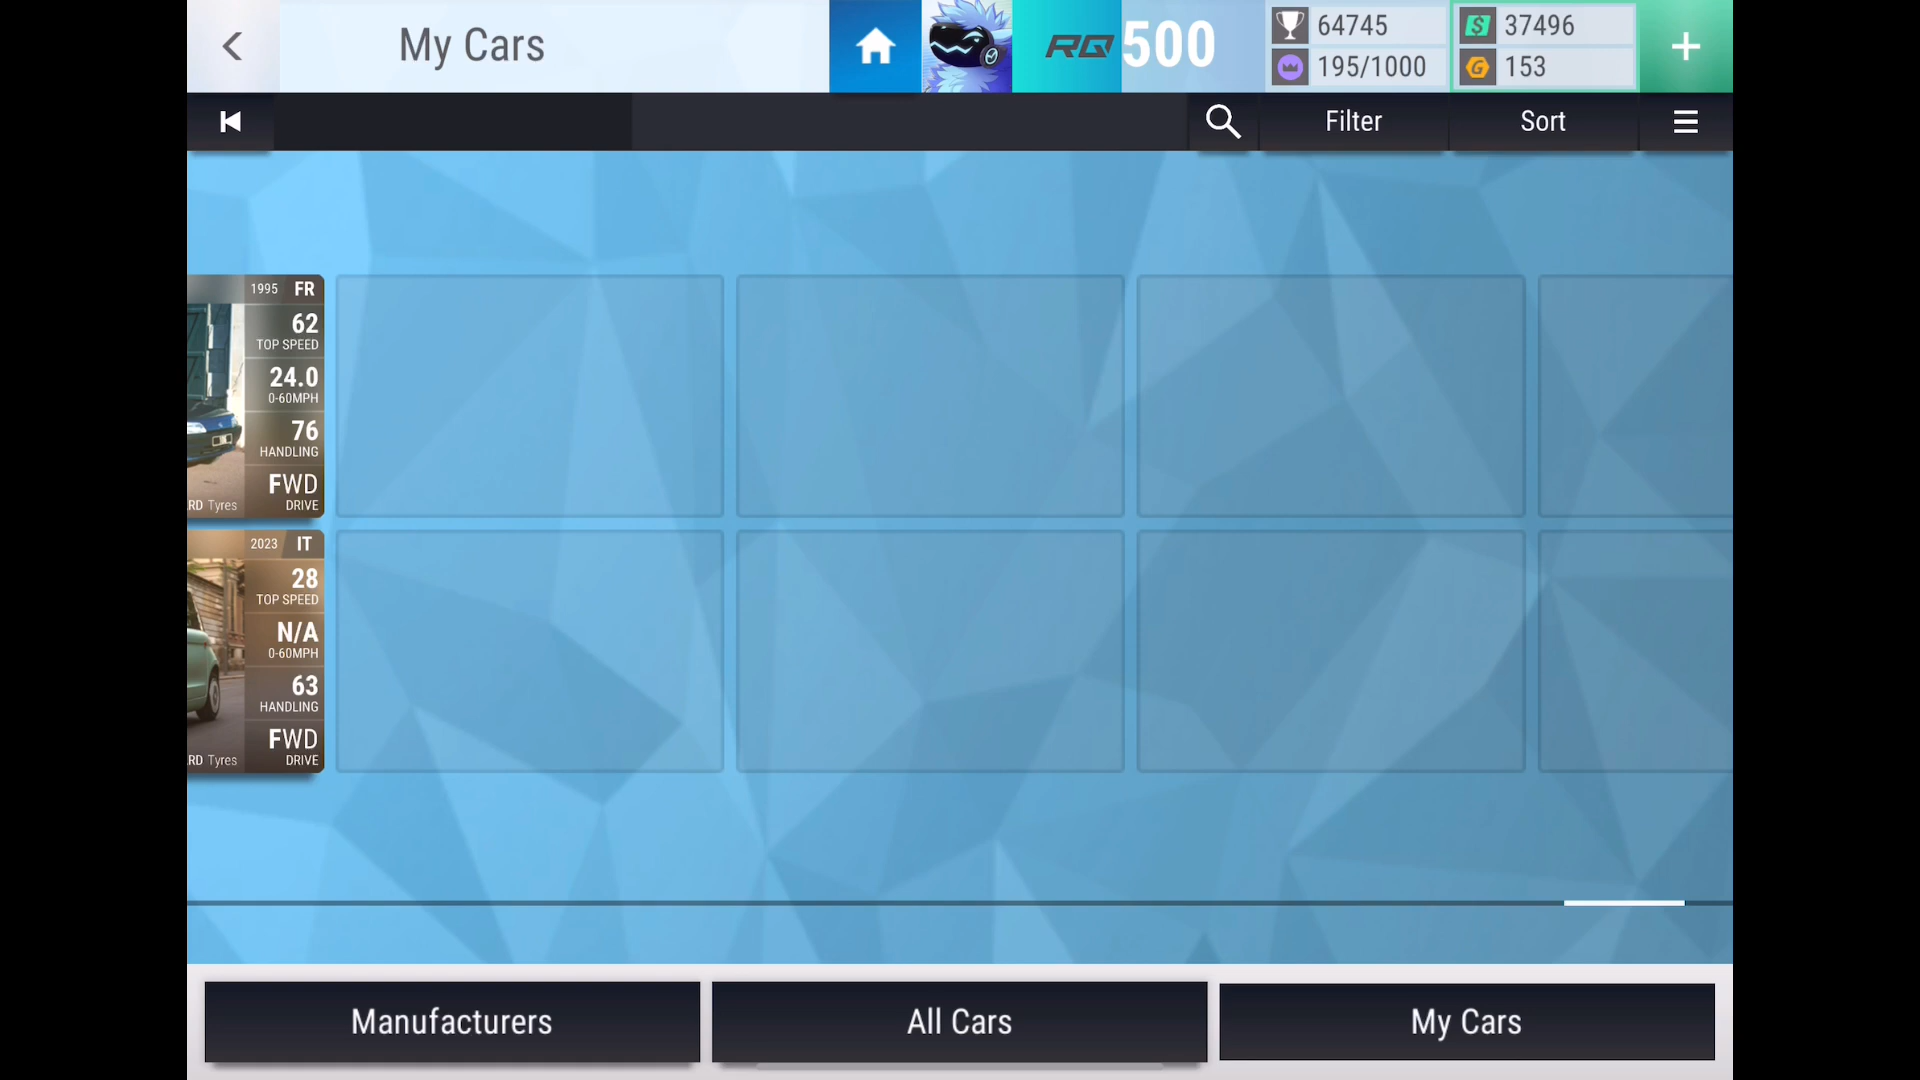 My Cars
RQ 500
64745
195/1000
37496
153
Filter
Sort
1995 FR
62
TOP SPEED
24.0
0-60MPH
76
HANDLING
FWD
DRIVE
RD Tyres
2023 IT
28
TOP SPEED
N/A
0-60MPH
63
HANDLING
FWD
DRIVE
RD Tyres
Manufacturers
All Cars
My Cars